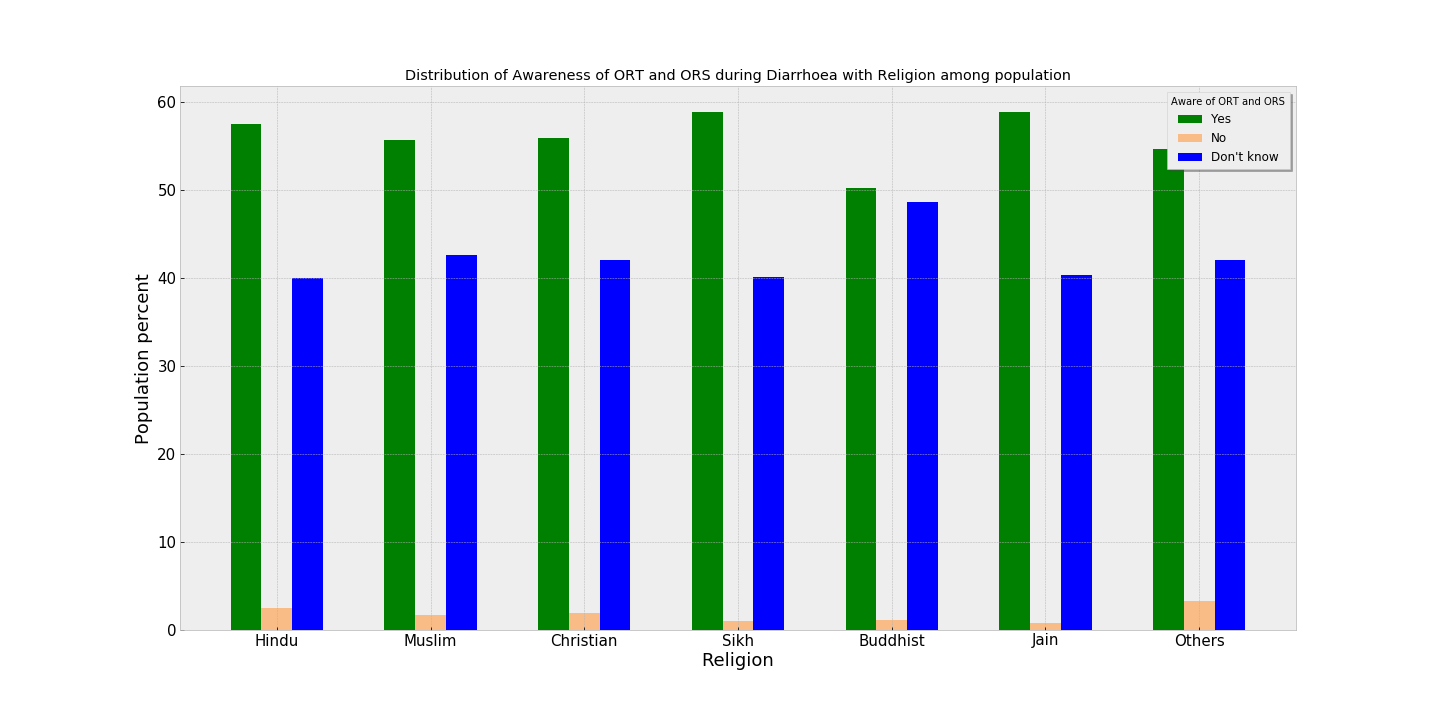 Distribution of Awareness of ORT and ORS during Diarrhoea with Religion among population
Aware of ORT and ORS
Yes
No
Don't know
Population percent
60
50
40
30
20
10
0
Hindu Muslim Christian Sikh Buddhist Jain Others
Religion